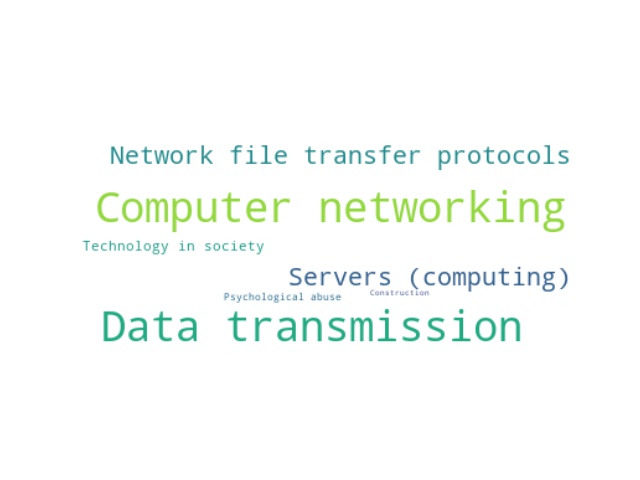 Network file transfer protocols
Computer networking
Technology in society
Servers (computing)
Construction
Psychological abuse
Data transmission